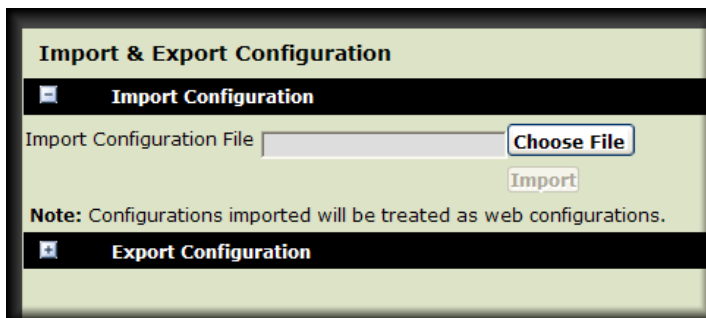 Import & Export Configuration
Import Configuration
Import Configuration File Choose File
Import
Note: Configurations imported will be treated as web configurations.
Export Configuration